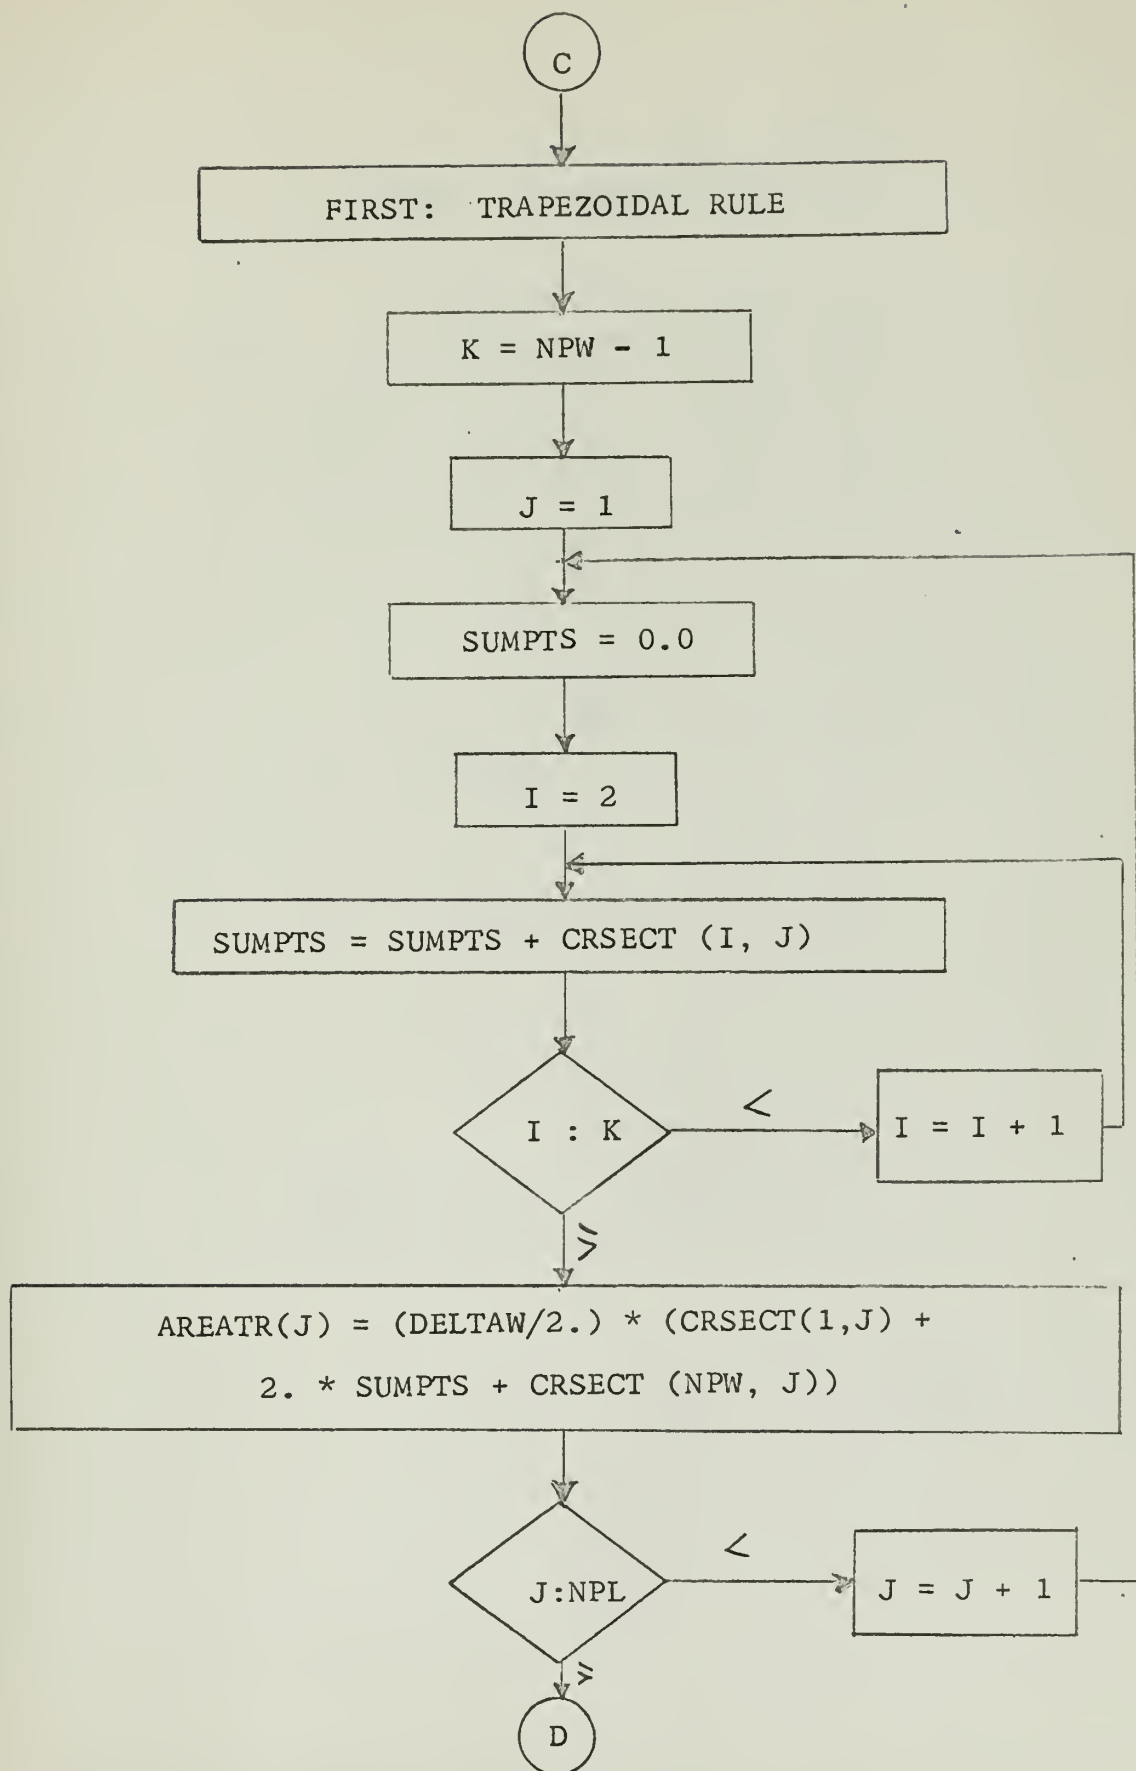 C
FIRST: TRAPEZOIDAL RULE
K = NPW - 1
J = 1
SUMPTS = 0.0
I = 2
SUMPTS = SUMPTS + CRSECT (I, J)
I : K
<
I = I + 1
≥
AREATR(J) = (DELTAW/2.) * (CRSECT(1,J) +
2. * SUMPTS + CRSECT (NPW, J))
J:NPL
<
J = J + 1
≥
D